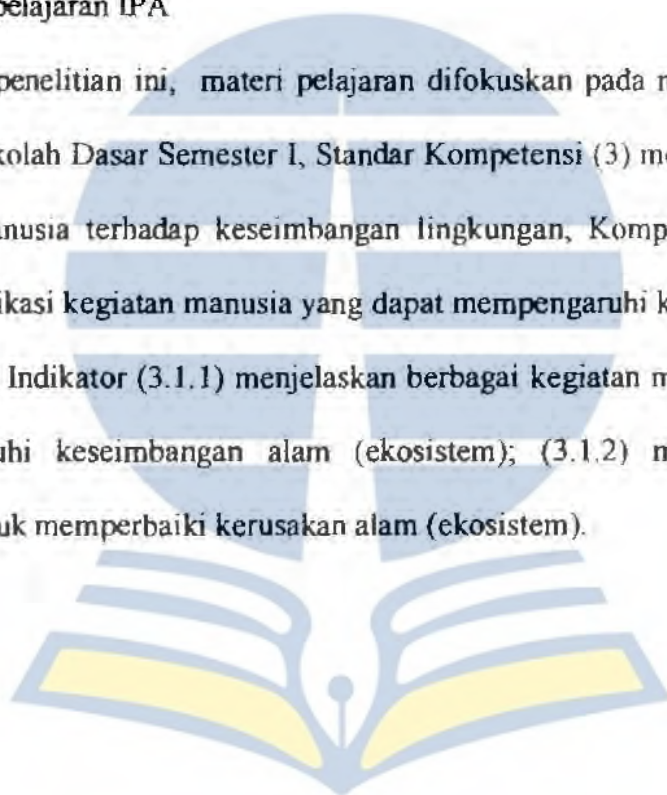 pelajaran IPA
penelitian ini, materi pelajaran difokuskan pada
kolah Dasar Semester I, Standar Kompetensi (3)
anusia terhadap keseimbangan lingkungan, Komp
ikasi kegiatan manusia yang dapat mempengaruhi k
Indikator (3.1.1) menjelaskan berbagai kegiatan
uhi keseimbangan alam (ekosistem); (3.1.2)
uk memperbaiki kerusakan alam (ekosistem).